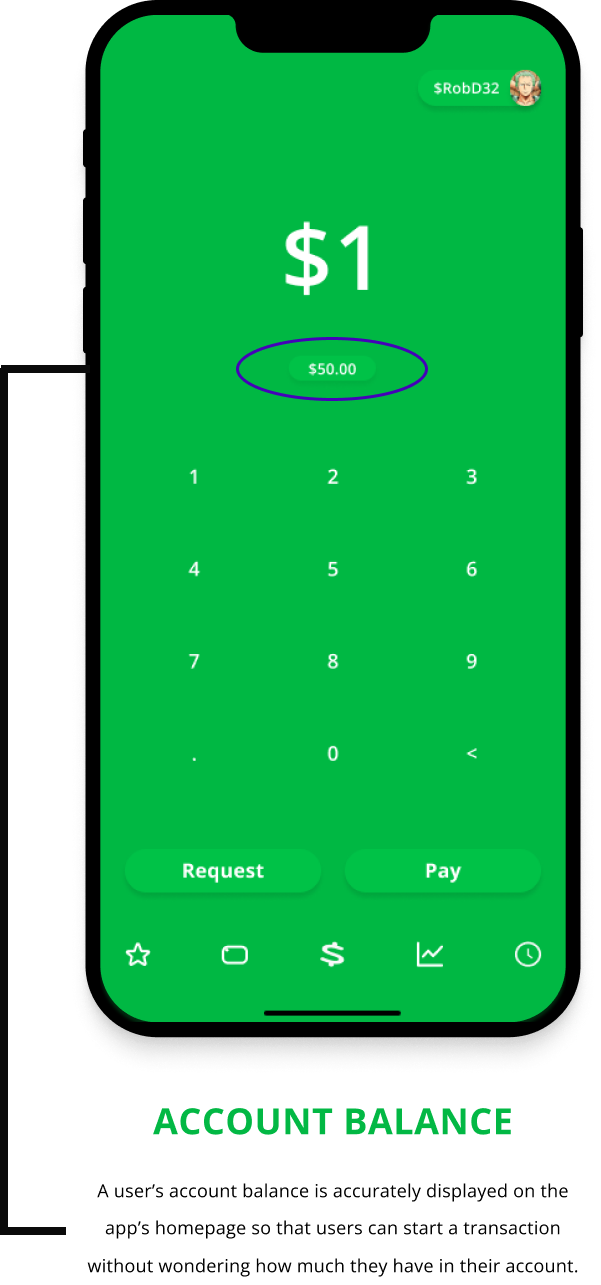 $RobD32
$1
$50.00
1 2 3
4 5 6
7 8 9
. 0 <
Request Pay
$
ACCOUNT BALANCE
A user’s account balance is accurately displayed on the
app’s homepage so that users can start a transaction
without wondering how much they have in their account.